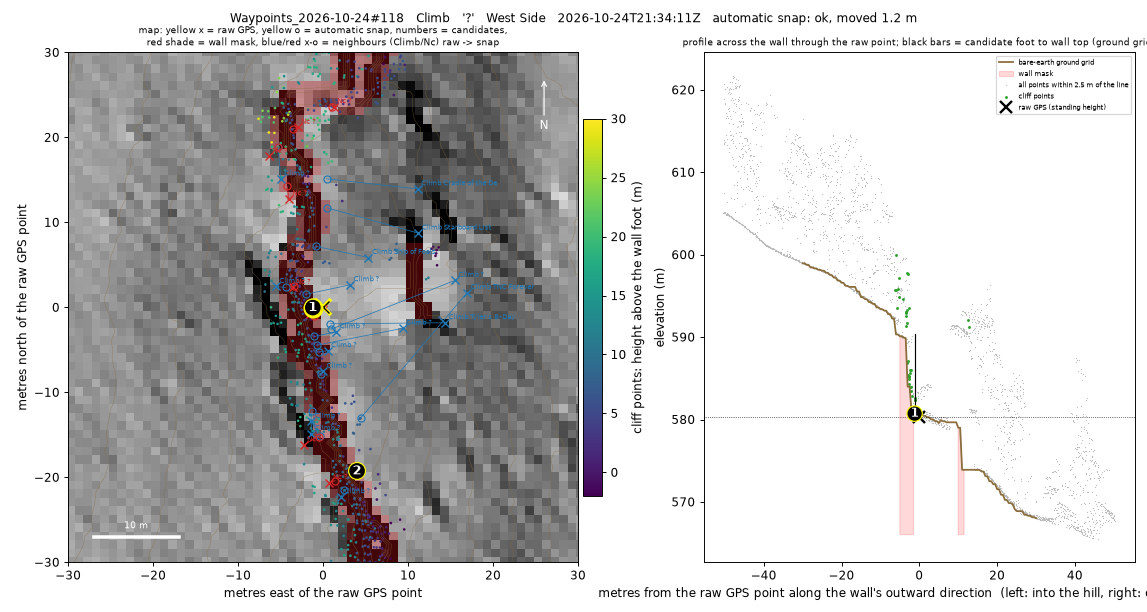 Waypoints_2026-10-24#118 Climb '?' West Side 2026-10-24T21:34:11Z automatic snap: ok, moved 1.2 m
map: yellow x = raw GPS, yellow o = automatic snap, numbers = candidates,
red shade = wall mask, blue/red x-o = neighbours (Climb/Nc) raw -> snap
profile across the wall through the raw point; black bars = candidate foot to wall top (ground gri
bare-earth ground grid
wall mask
all points within 2.5 m of the line
cliff points
raw GPS (standing height)
N
Climb ?
Climb ?
1
2
10 m
30
20
10
0
−10
−20
−30
−30
−20
−10
0
10
20
30
metres north of the raw GPS point
metres east of the raw GPS point
30
25
20
15
10
5
0
cliff points: height above the wall foot (m)
620
610
600
590
580
570
elevation (m)
1
−40
−20
0
20
40
metres from the raw GPS point along the wall's outward direction (left: into the hill, right: